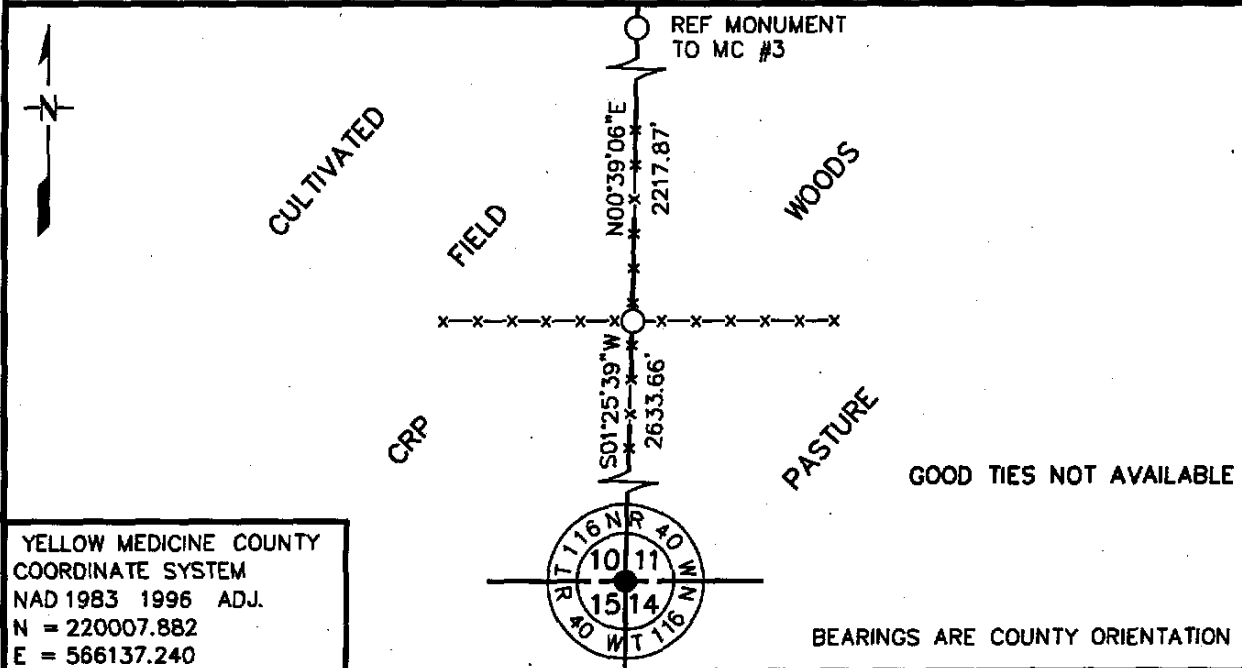 REF MONUMENT
TO MC #3
N
CULTIVATED
FIELD
N00°39'06"E
2217.87'
WOODS
S01°25'39"W
2633.66'
CRP
PASTURE
GOOD TIES NOT AVAILABLE
T 116 N R 40 W
10 11
15 14
R 40 W T 116 N
YELLOW MEDICINE COUNTY
COORDINATE SYSTEM
NAD 1983 1996 ADJ.
N = 220007.882
E = 566137.240
BEARINGS ARE COUNTY ORIENTATION